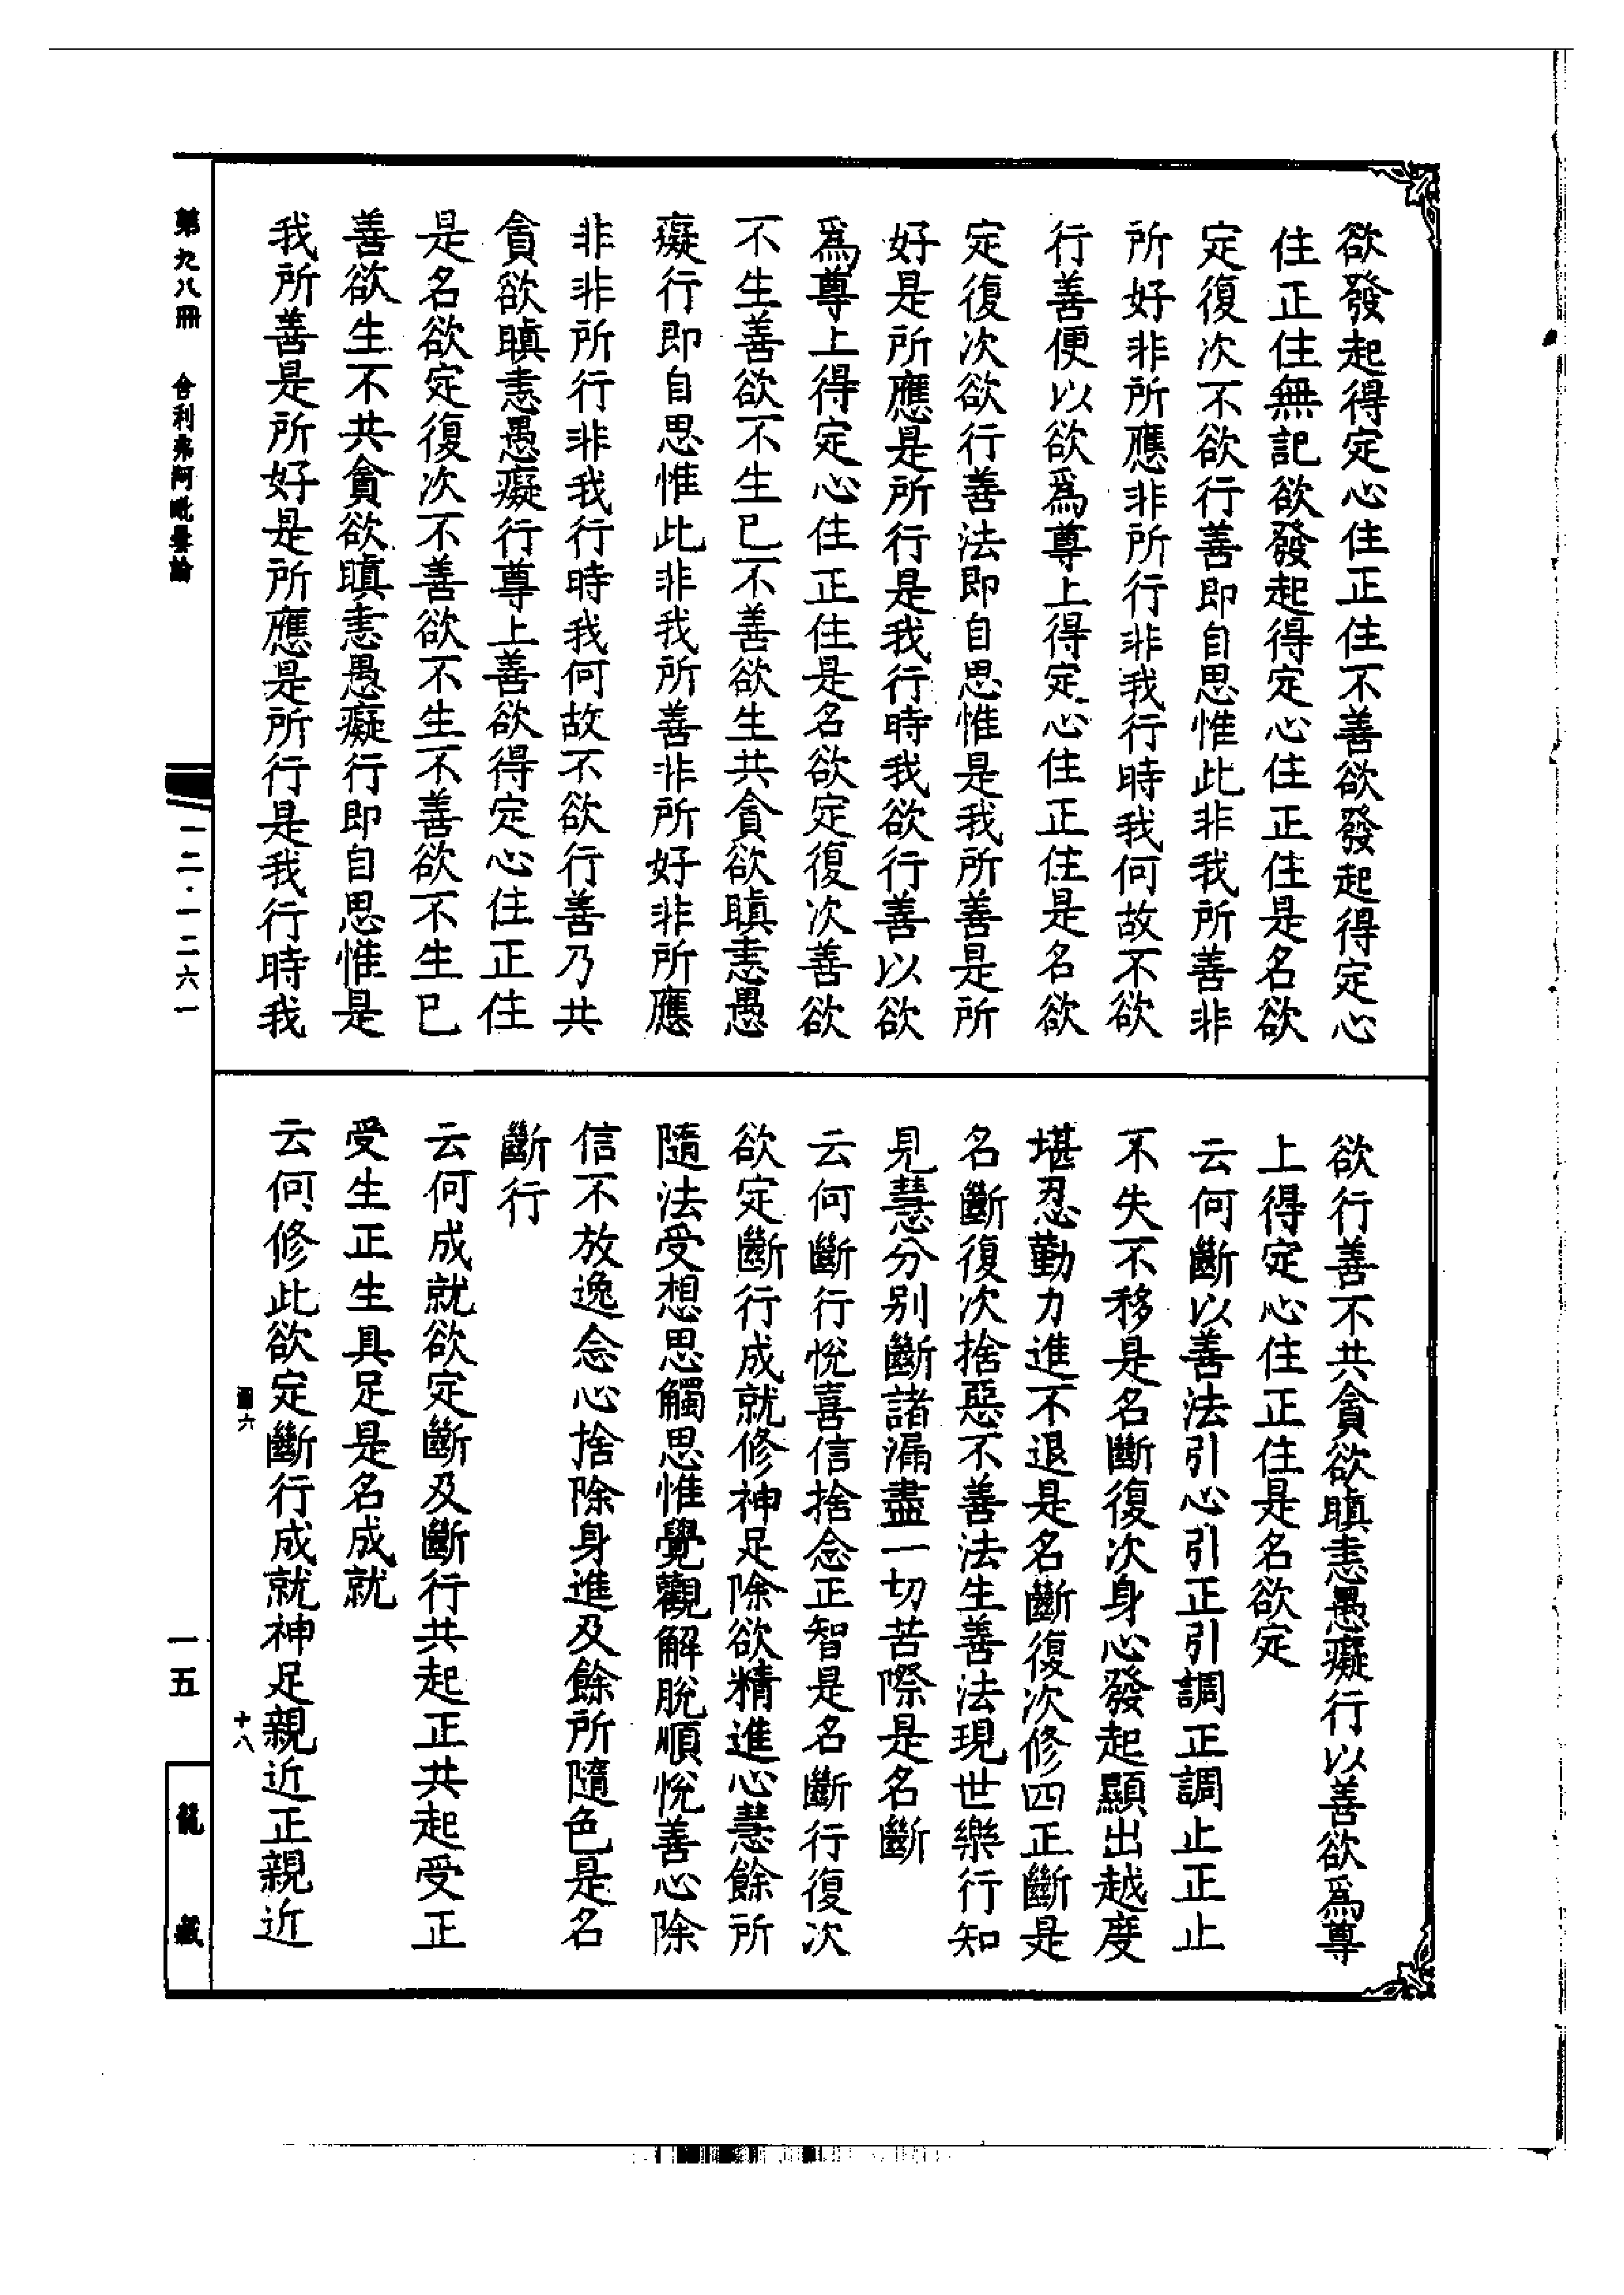 欲發起得定心住正住不善欲發起得定心
住正住無記欲發起得定心住正住是名欲
定復次不欲行善即自思惟此非我所善非
所好非所應非所行非我行時我何故不欲
行善便以欲爲尊上得定心住正住是名欲
定復次欲行善法即自思惟是我所善是所
好是所應是所行是我行時我欲行善以欲
爲尊上得定心住正住是名欲定復次善欲
不生善欲不生已不善欲生共貪欲瞋恚愚
癡行即自思惟此非我所善非所好非所應
非非所行非我行時我何故不欲行善乃共
貪欲瞋恚愚癡行尊上善欲得定心住正住
是名欲定復次不善欲不生不善欲不生已
善欲生不共貪欲瞋恚愚癡行即自思惟是
我所善是所好是所應是所行是我行時我
欲行善不共貪欲瞋恚愚癡行以善欲爲尊
上得定心住正住是名欲定
云何斷以善法引心引正引調正調止正止
不失不移是名斷復次身心發起顯出越度
堪忍勤力進不退是名斷復次修四正斷是
名斷復次捨惡不善法生善法現世樂行知
見慧分別斷諸漏盡一切苦際是名斷
云何斷行悅喜信捨念正智是名斷行復次
欲定斷行成就修神足除欲精進心慧餘所
隨法受想思觸思惟覺觀解脫順悅善心除
信不放逸念心捨除身進及餘所隨色是名
斷行
云何成就欲定斷及斷行共起正共起受正
受生正生具足是名成就
云何修此欲定斷行成就神足親近正親近
六
十八
第九八冊
舍利弗阿毗曇論
一二·一二六一
一五
龍藏